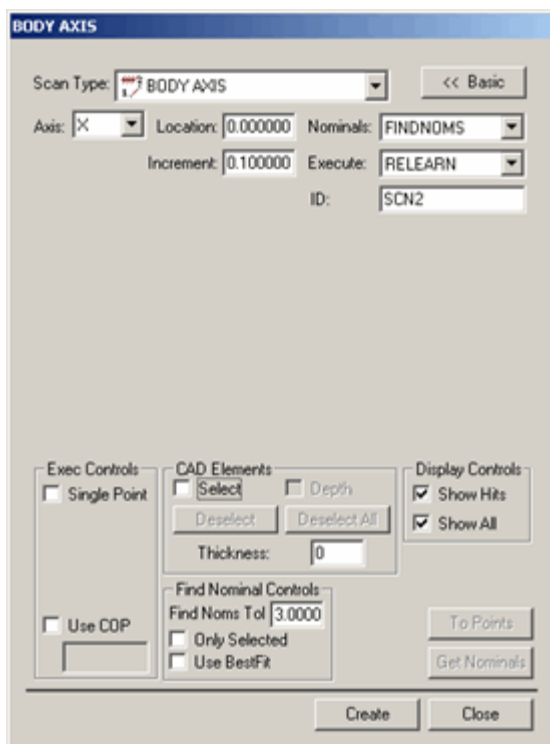 BODY AXIS
Scan Type: BODY AXIS << Basic
Axis: X Location: 0.000000 Nominals: FINDNOMS
Increment: 0.100000 Execute: RELEARN
ID: SCN2
Exec Controls
Single Point
Use COP
CAD Elements
Select Depth
Deselect Deselect All
Thickness: 0
Find Nominal Controls
Find Noms Tol 3.0000
Only Selected
Use BestFit
Display Controls
Show Hits
Show All
To Points
Get Nominals
Create Close